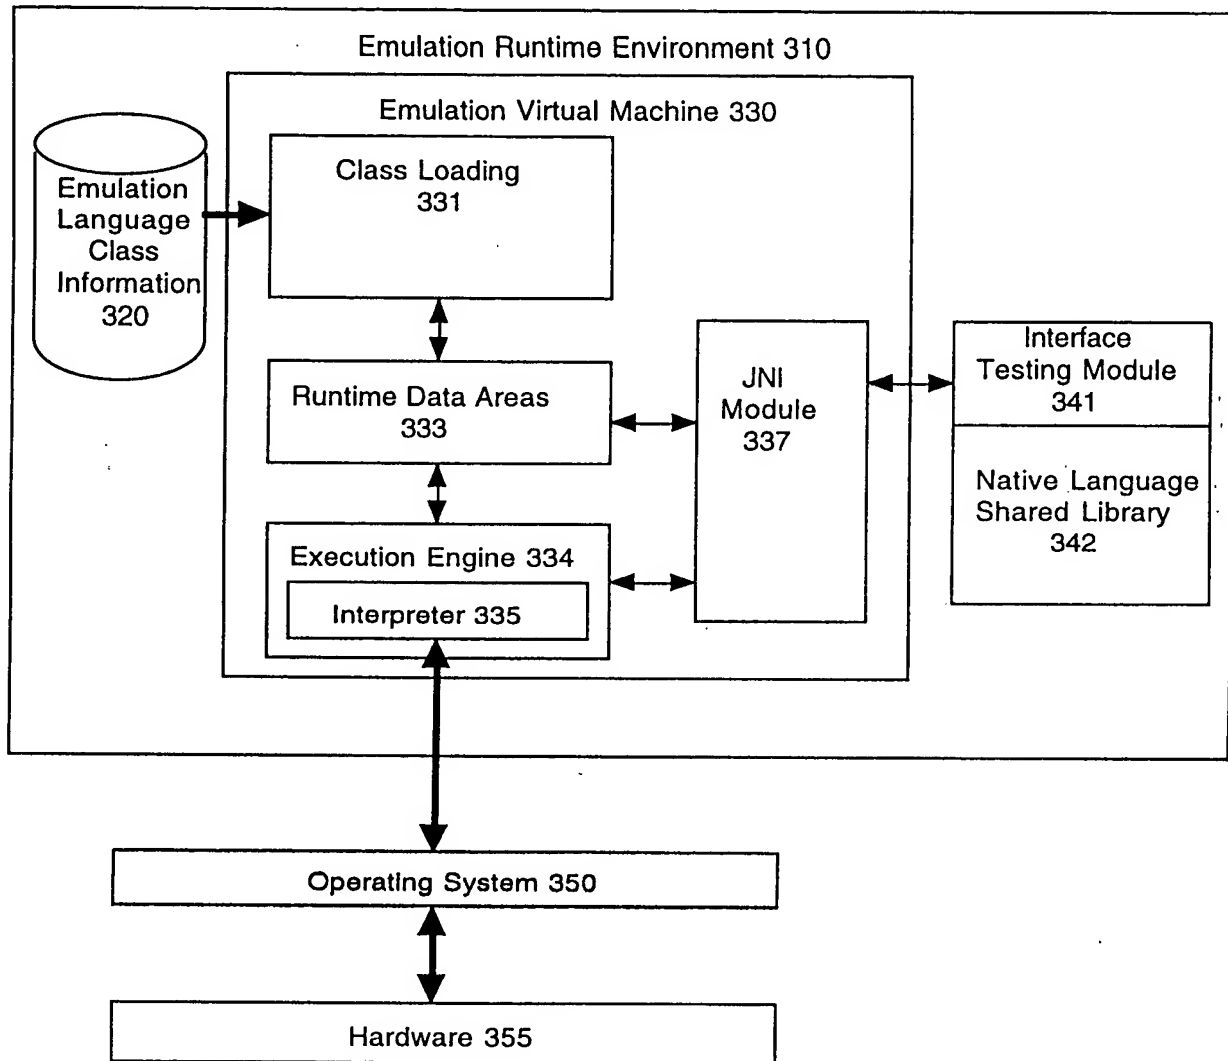 Emulation Runtime Environment 310
Emulation Virtual Machine 330
Emulation
Language
Class
Information
320
Class Loading
331
Runtime Data Areas
333
JNI
Module
337
Interface
Testing Module
341
Native Language
Shared Library
342
Execution Engine 334
Interpreter 335
Operating System 350
Hardware 355